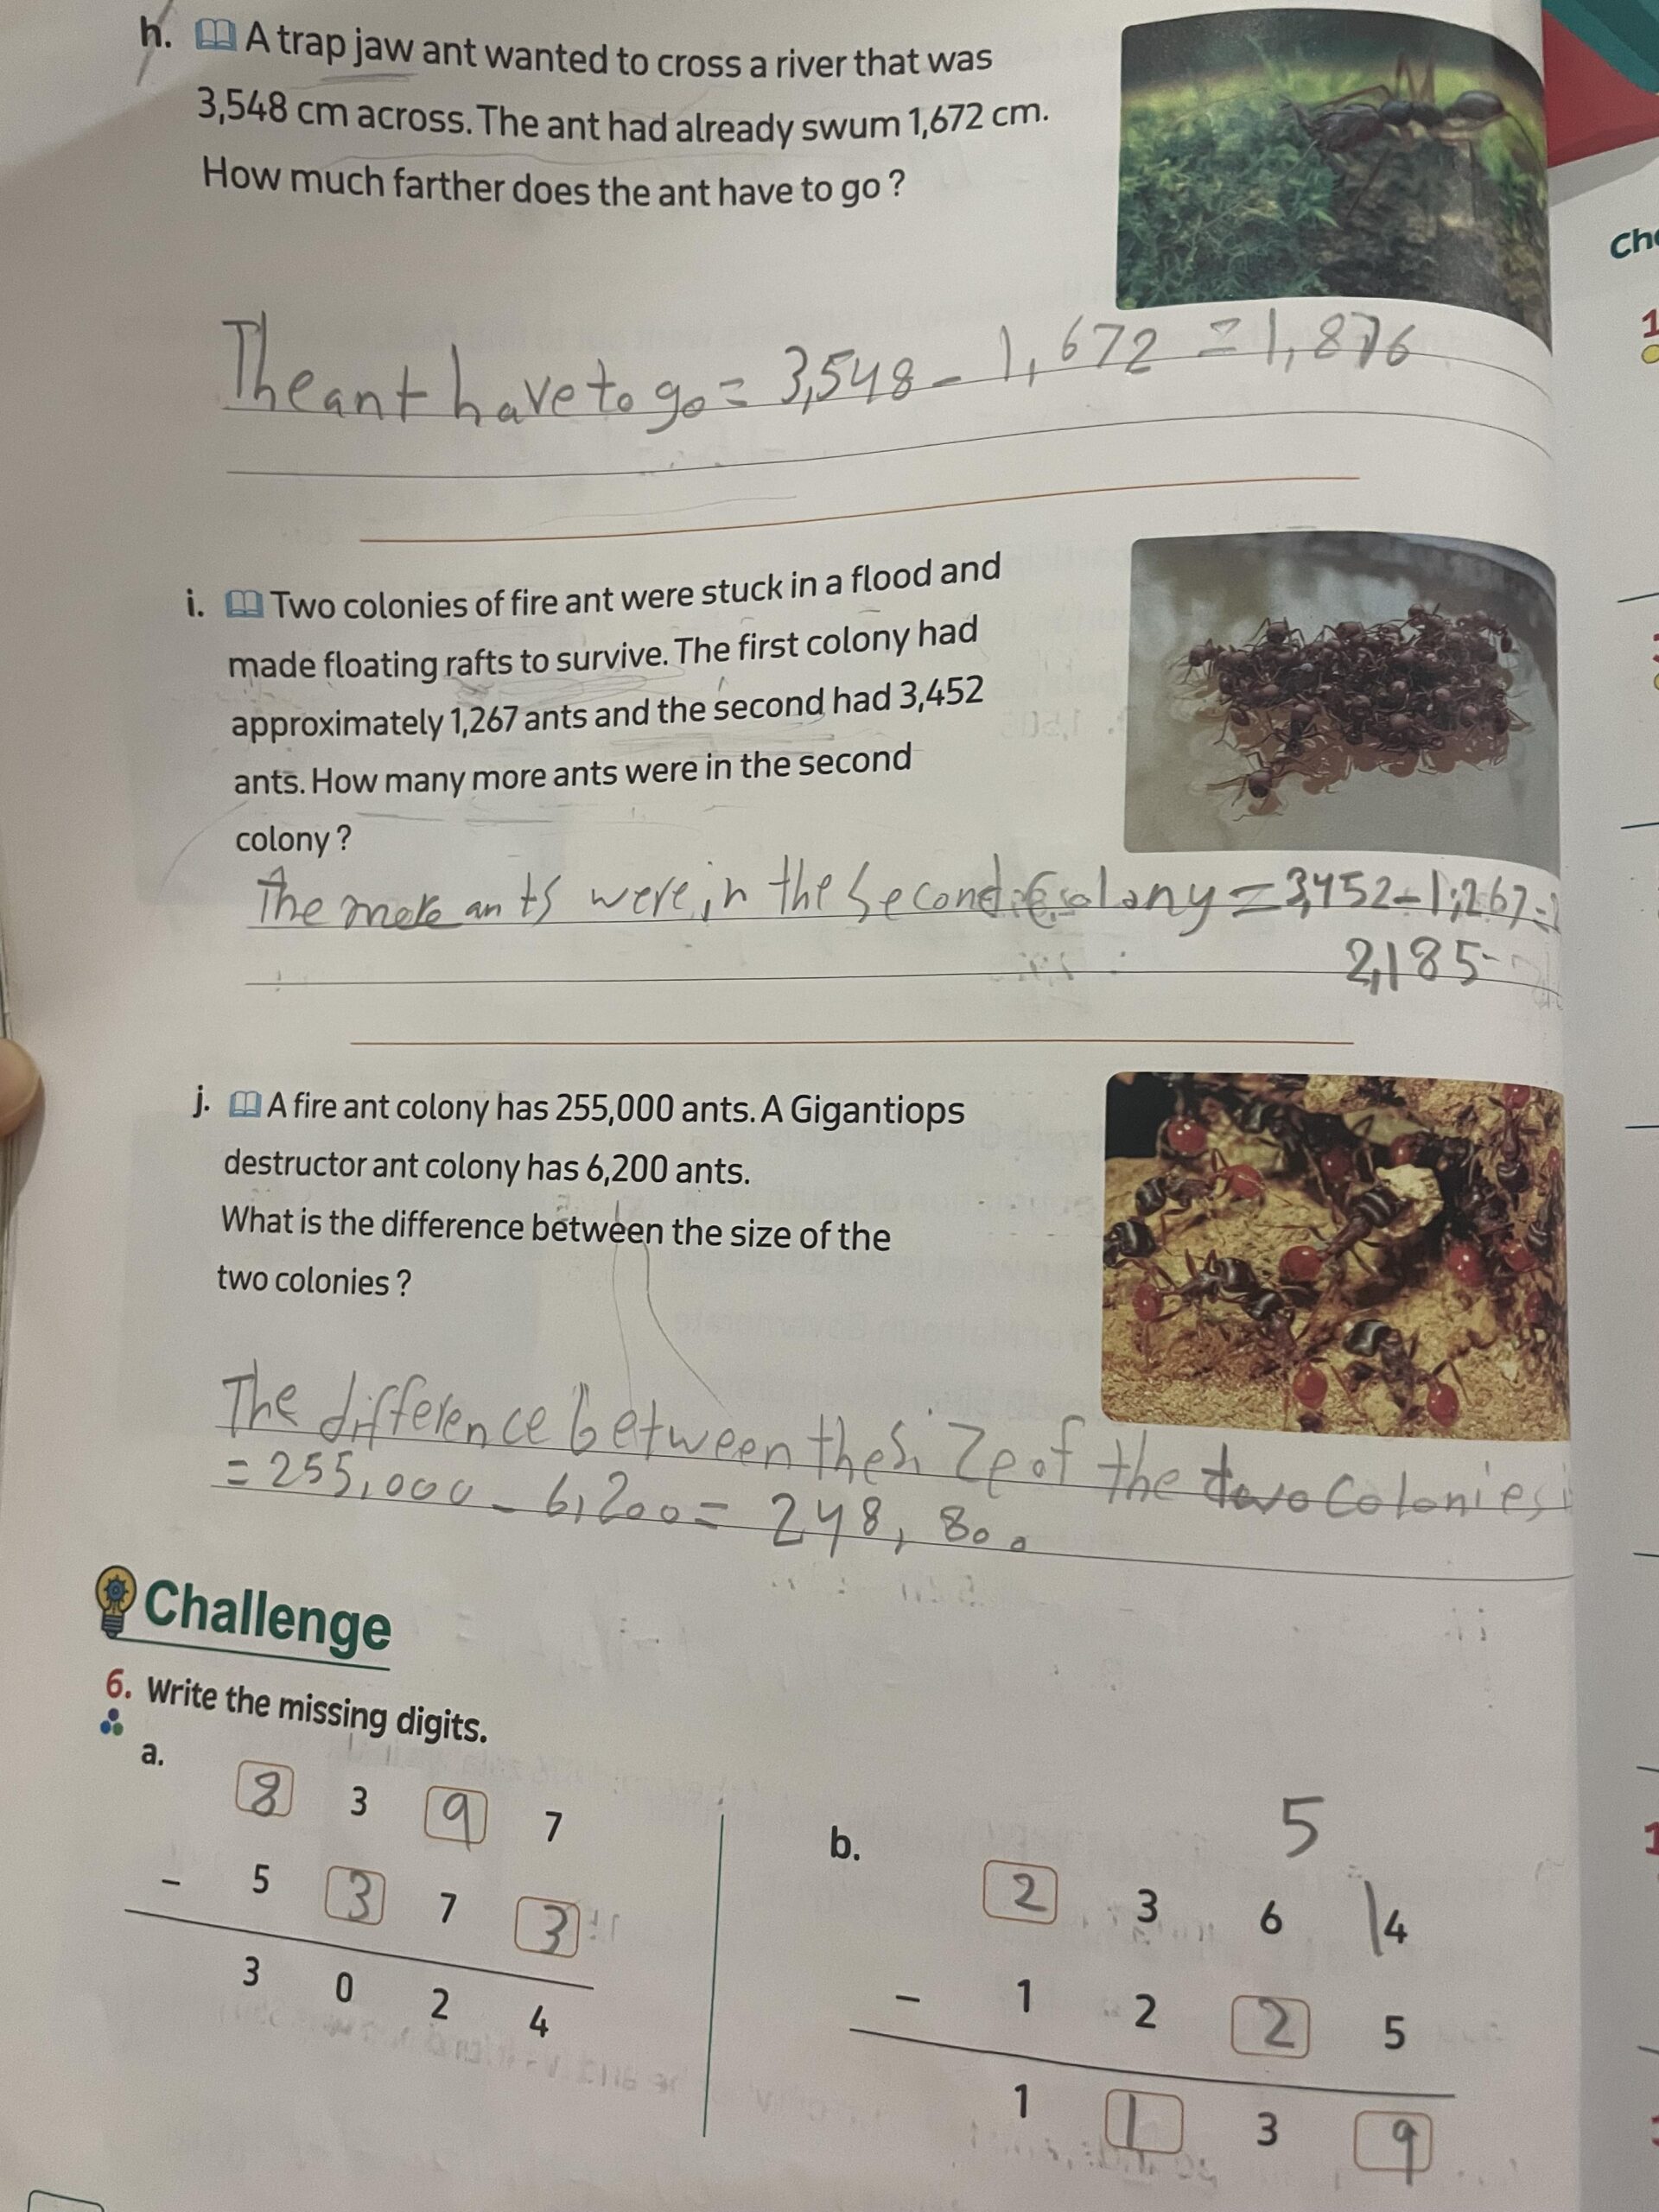 h. A trap jaw ant wanted to cross a river that was
3,548 cm across. The ant had already swum 1,672 cm.
How much farther does the ant have to go ?
The ant have to go = 3,548 - 1,672 = 1,876
i. Two colonies of fire ant were stuck in a flood and
made floating rafts to survive. The first colony had
approximately 1,267 ants and the second had 3,452
ants. How many more ants were in the second
colony ?
The more ants were in the second colony = 3,452 - 1,267 =
2,185
j. A fire ant colony has 255,000 ants. A Gigantiops
destructor ant colony has 6,200 ants.
What is the difference between the size of the
two colonies ?
The difference between the size of the two colonies
= 255,000 - 6,200 = 248,800
Challenge
6. Write the missing digits.
a.
8 3 9 7
- 5 3 7 3
3 0 2 4
b.
5
2 3 6 14
- 1 2 2 5
1 1 3 9
Ch
1
1